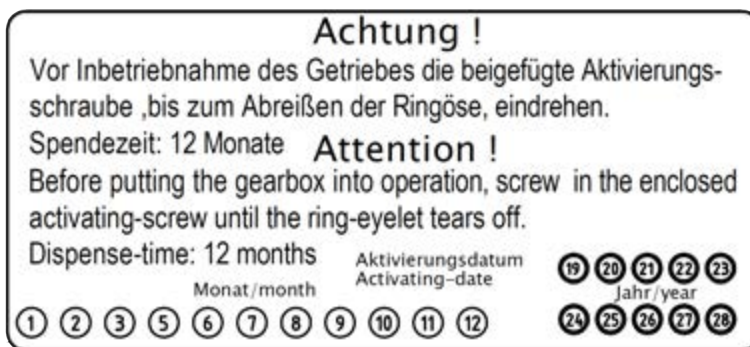 Achtung !
Vor Inbetriebnahme des Getriebes die beigefügte Aktivierungs-
schraube ,bis zum Abreißen der Ringöse, eindrehen.
Spendezeit: 12 Monate
Attention !
Before putting the gearbox into operation, screw in the enclosed
activating-screw until the ring-eyelet tears off.
Dispense-time: 12 months
Aktivierungsdatum
Activating-date
Monat/month
1 2 3 5 6 7 8 9 10 11 12
19 20 21 22 23
Jahr/year
24 25 26 27 28